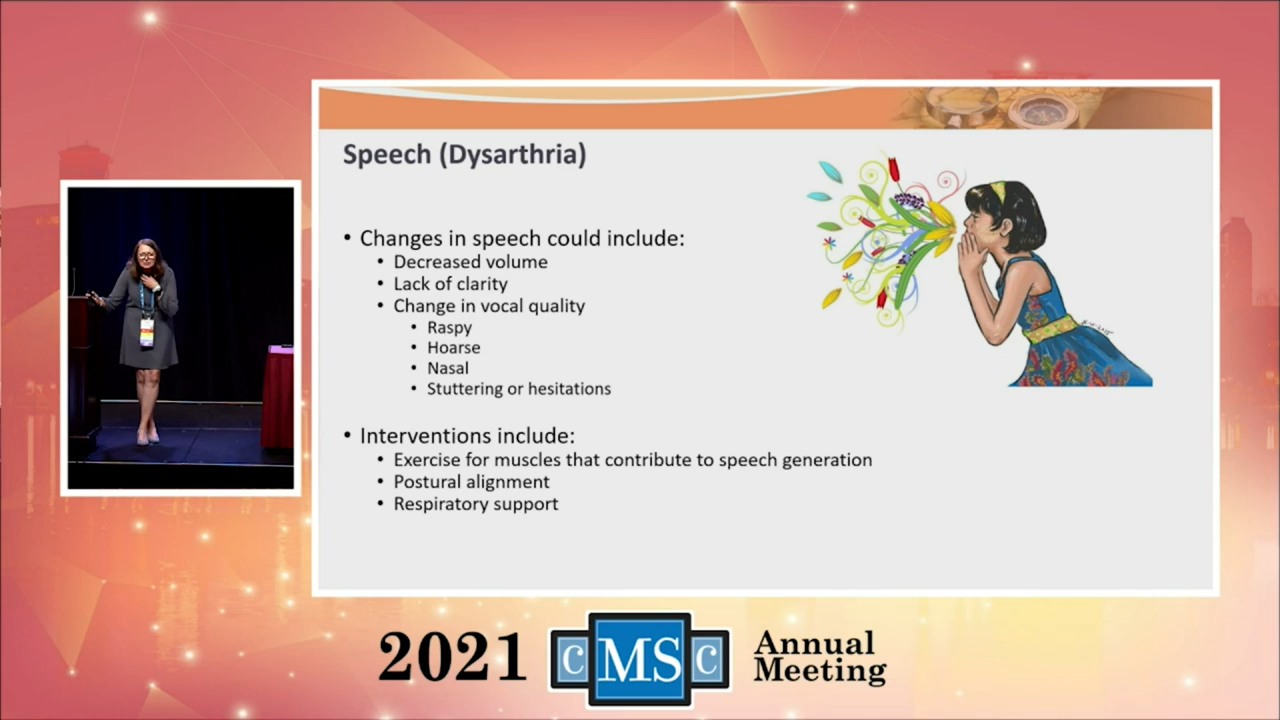 Speech (Dysarthria)
• Changes in speech could include:
• Decreased volume
• Lack of clarity
• Change in vocal quality
• Raspy
• Hoarse
• Nasal
• Stuttering or hesitations
• Interventions include:
• Exercise for muscles that contribute to speech generation
• Postural alignment
• Respiratory support
2021 CMSC Annual
Meeting